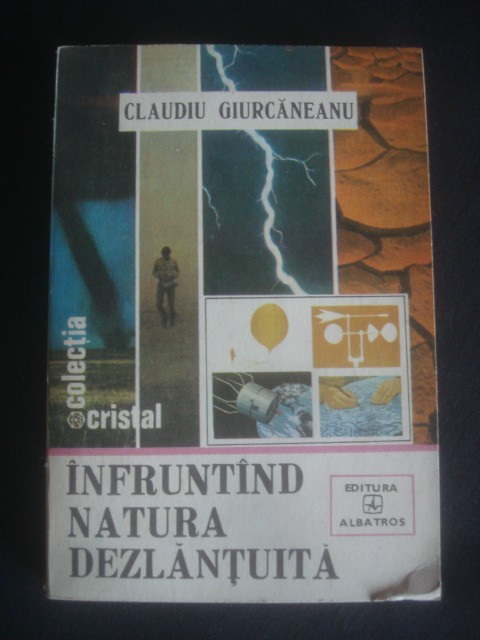 CLAUDIU GIURCĂNEANU
colecția
cristal
ÎNFRUNTÎND
NATURA
DEZLĂNȚUITĂ
EDITURA
ALBATROS